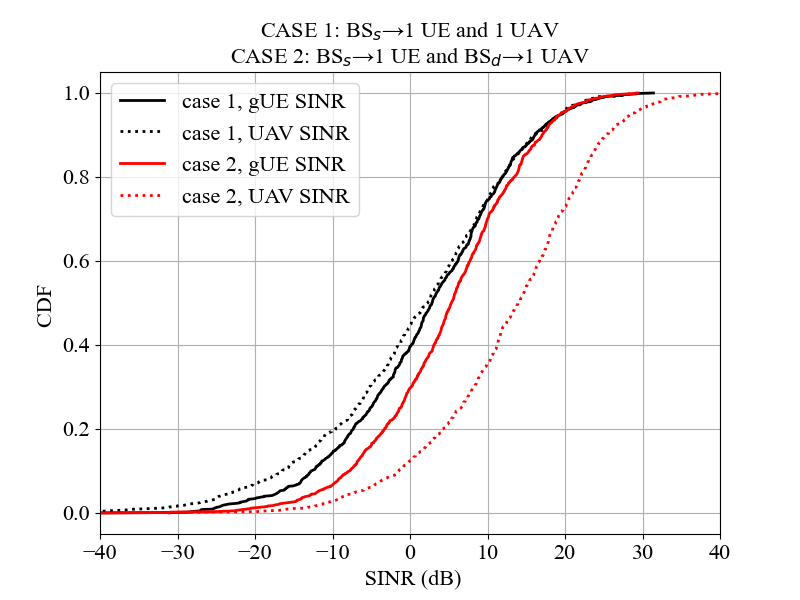 CASE 1: BSₛ→1 UE and 1 UAV
CASE 2: BSₛ→1 UE and BS_d→1 UAV
case 1, gUE SINR
case 1, UAV SINR
case 2, gUE SINR
case 2, UAV SINR
CDF
1.0
0.8
0.6
0.4
0.2
0.0
−40 −30 −20 −10 0 10 20 30 40
SINR (dB)